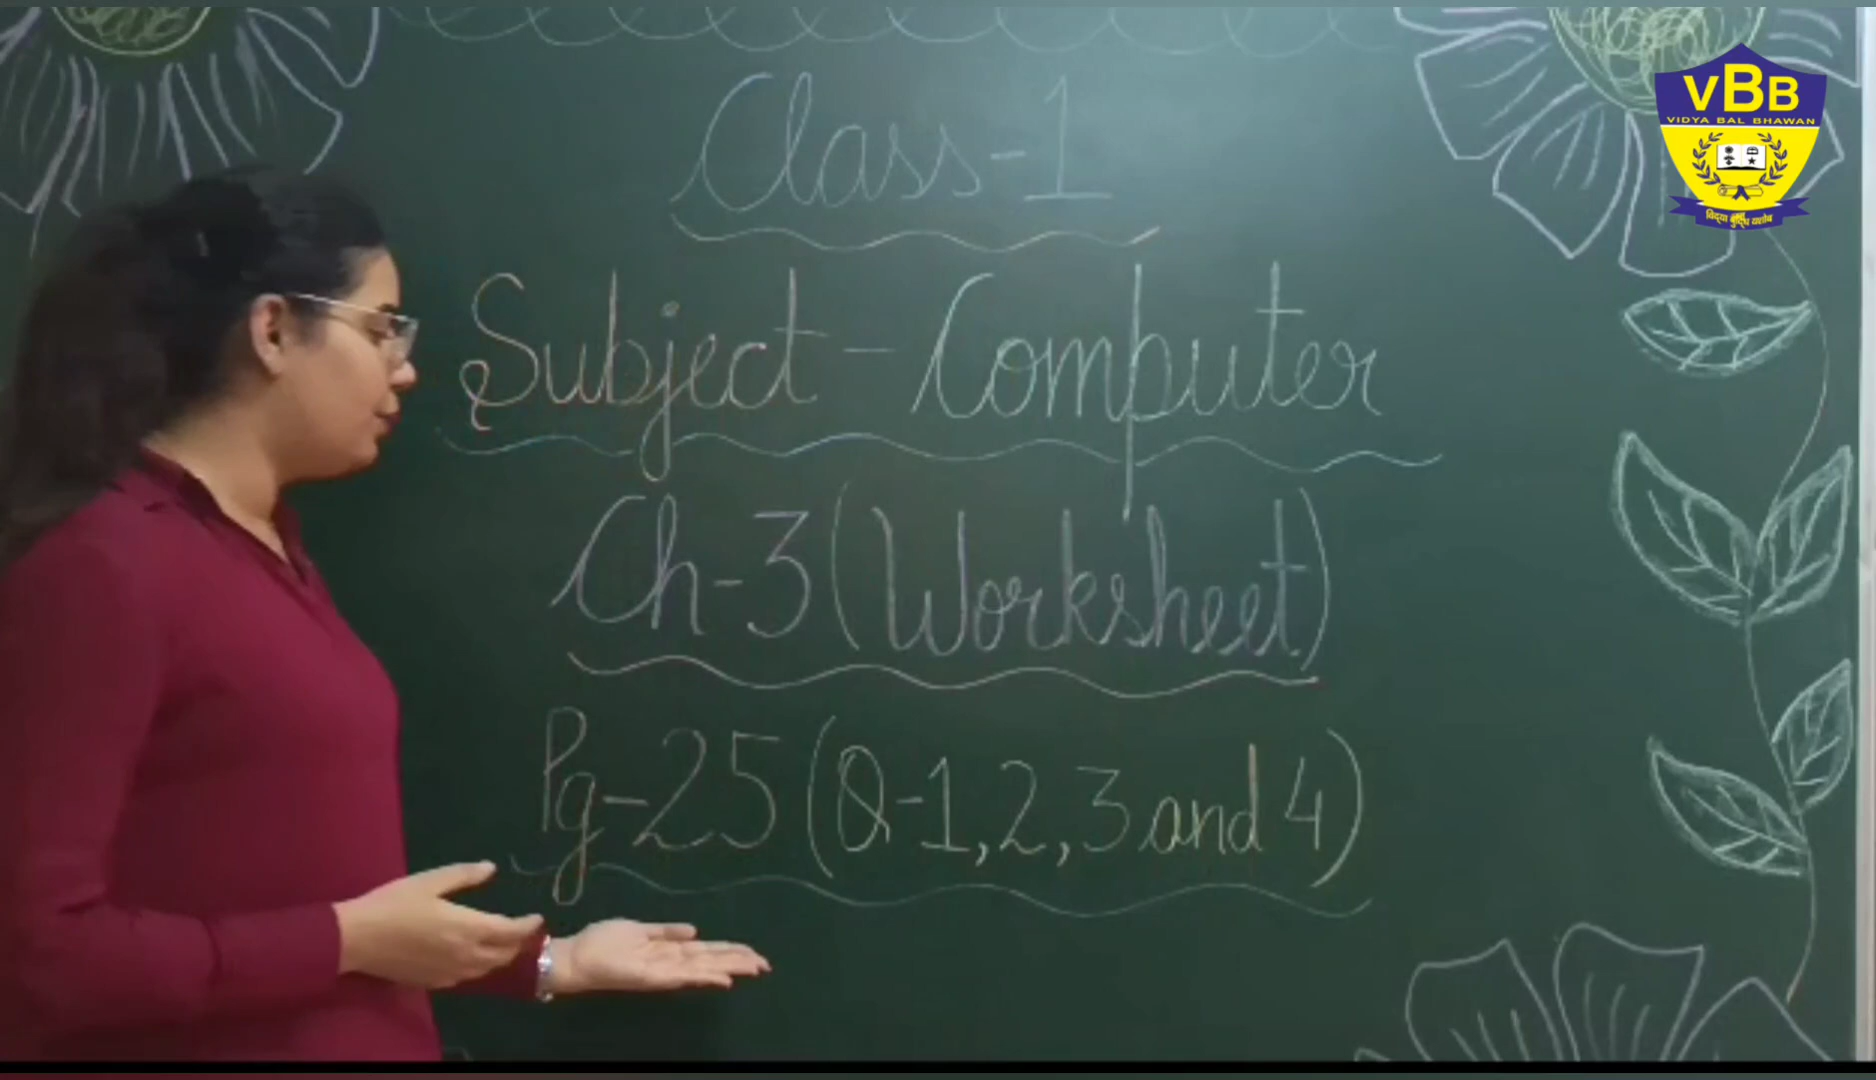 Class-1
Subject - Computer
Ch-3 (Worksheet)
Pg-25 (Q-1, 2, 3 and 4)
VBB
VIDYA BAL BHAWAN